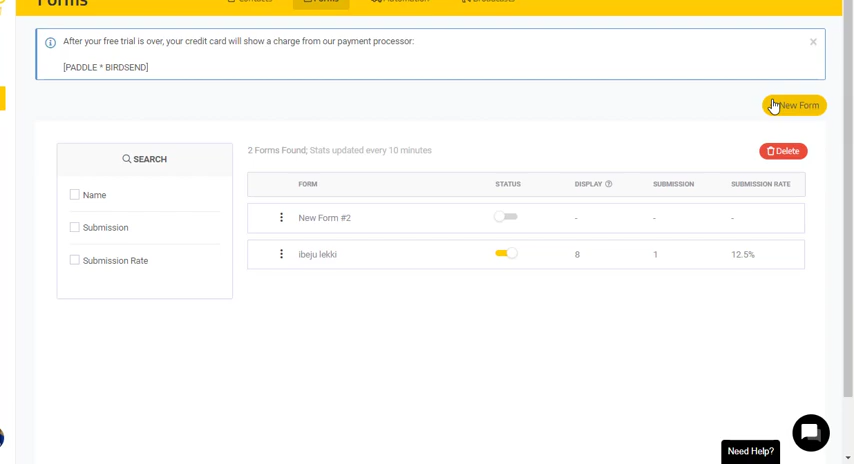 Forms Contacts Forms Automation Broadcasts
After your free trial is over, your credit card will show a charge from our payment processor:
[PADDLE * BIRDSEND]
New Form
SEARCH
Name
Submission
Submission Rate
2 Forms Found; Stats updated every 10 minutes
Delete
FORM STATUS DISPLAY SUBMISSION SUBMISSION RATE
New Form #2 - - -
ibeju lekki 8 1 12.5%
Need Help?